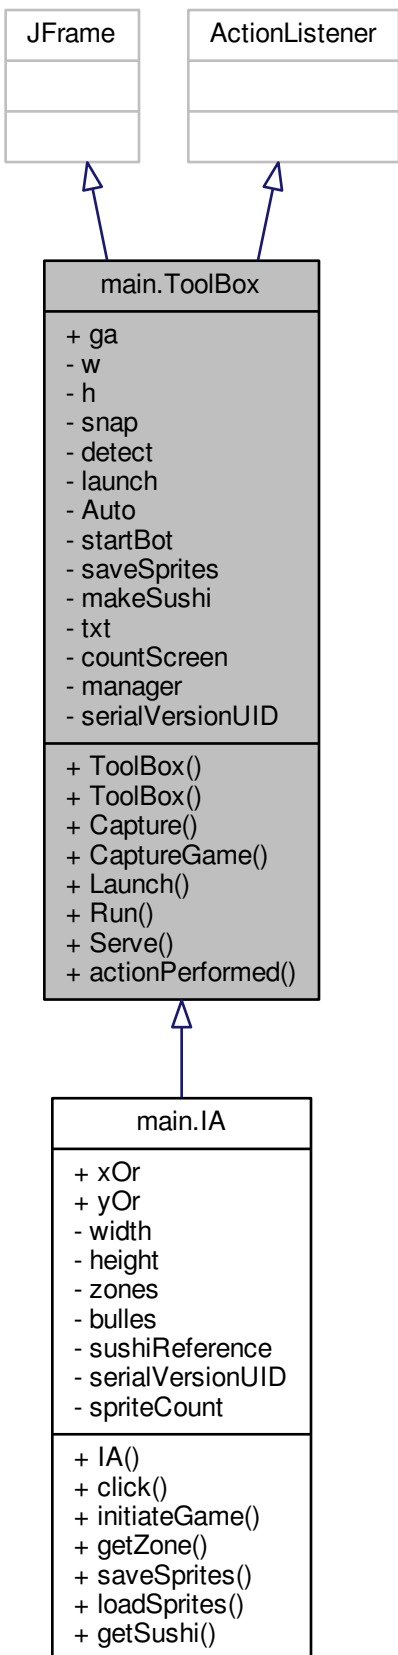 JFrame
ActionListener
main.ToolBox
+ ga
- w
- h
- snap
- detect
- launch
- Auto
- startBot
- saveSprites
- makeSushi
- txt
- countScreen
- manager
- serialVersionUID
+ ToolBox()
+ ToolBox()
+ Capture()
+ CaptureGame()
+ Launch()
+ Run()
+ Serve()
+ actionPerformed()
main.IA
+ xOr
+ yOr
- width
- height
- zones
- bulles
- sushiReference
- serialVersionUID
- spriteCount
+ IA()
+ click()
+ initiateGame()
+ getZone()
+ saveSprites()
+ loadSprites()
+ getSushi()